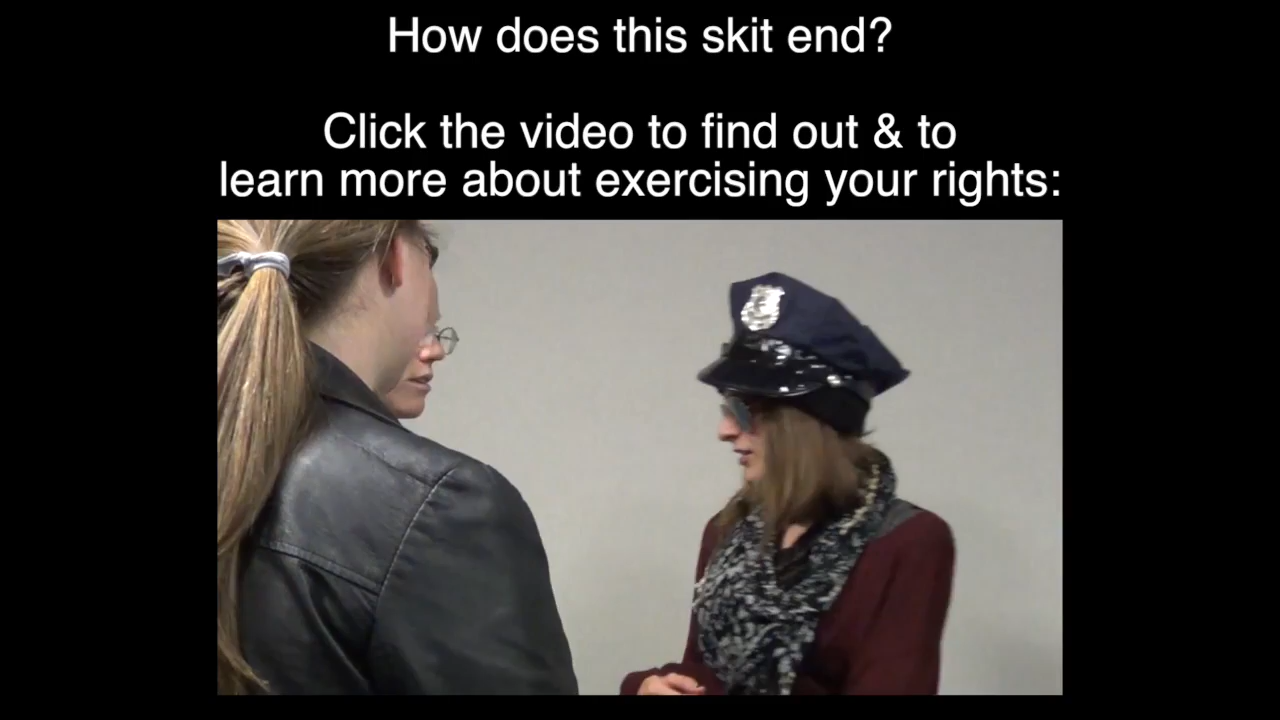 How does this skit end?
Click the video to find out & to
learn more about exercising your rights: